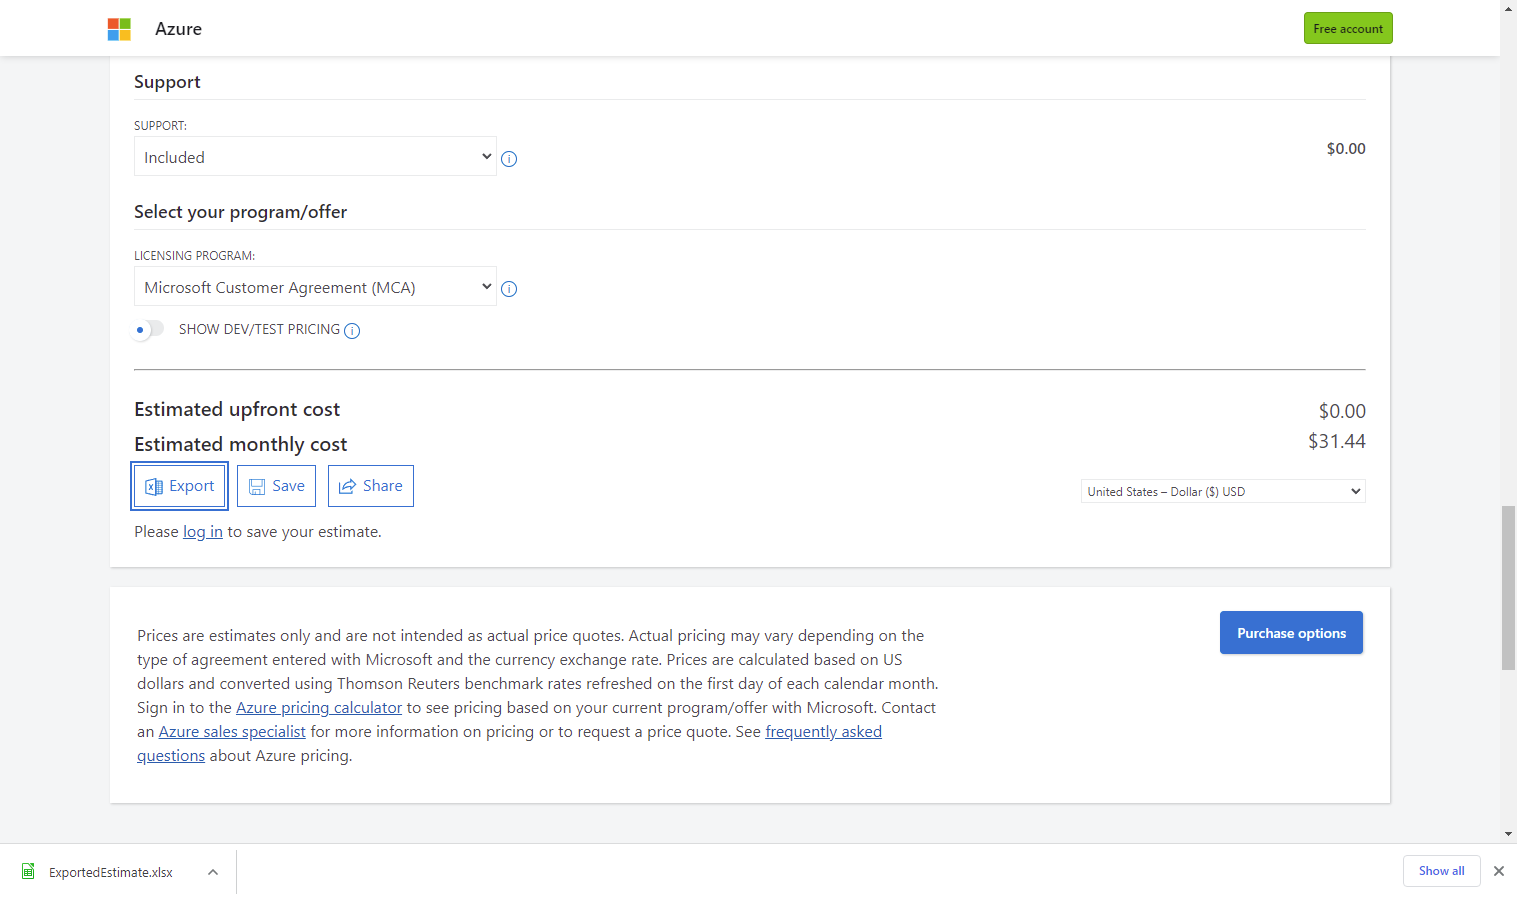 Azure
Free account
Support
SUPPORT:
Included
$0.00
Select your program/offer
LICENSING PROGRAM:
Microsoft Customer Agreement (MCA)
SHOW DEV/TEST PRICING
Estimated upfront cost
$0.00
Estimated monthly cost
$31.44
Export
Save
Share
United States – Dollar ($) USD
Please log in to save your estimate.
Prices are estimates only and are not intended as actual price quotes. Actual pricing may vary depending on the
type of agreement entered with Microsoft and the currency exchange rate. Prices are calculated based on US
dollars and converted using Thomson Reuters benchmark rates refreshed on the first day of each calendar month.
Sign in to the Azure pricing calculator to see pricing based on your current program/offer with Microsoft. Contact
an Azure sales specialist for more information on pricing or to request a price quote. See frequently asked
questions about Azure pricing.
Purchase options
ExportedEstimate.xlsx
Show all